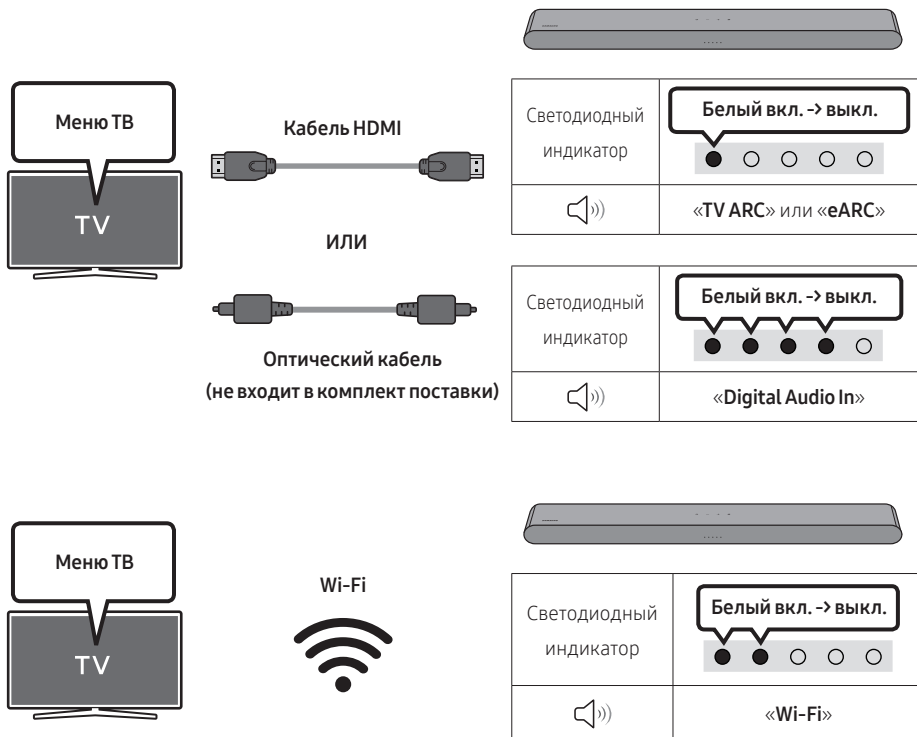 Меню ТВ
TV
Кабель HDMI
ИЛИ
Оптический кабель
(не входит в комплект поставки)
Светодиодный
индикатор
Белый вкл. -> выкл.
«TV ARC» или «eARC»
Светодиодный
индикатор
Белый вкл. -> выкл.
«Digital Audio In»
Меню ТВ
TV
Wi-Fi
Светодиодный
индикатор
Белый вкл. -> выкл.
«Wi-Fi»